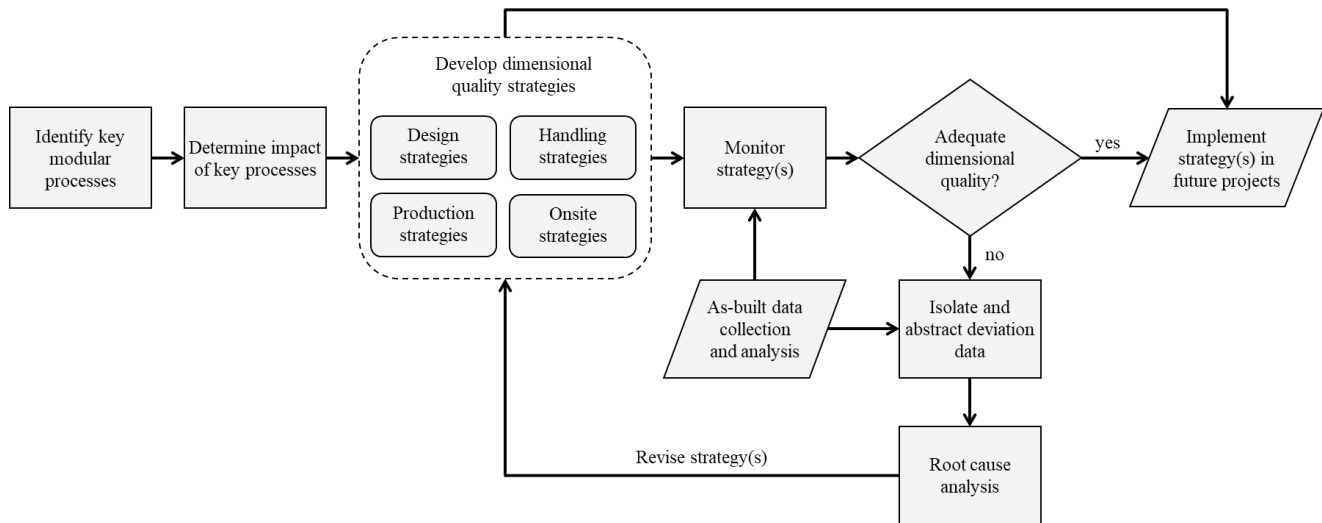 Develop dimensional
quality strategies
Identify key
modular
processes
Determine impact
of key processes
Design
strategies
Handling
strategies
Production
strategies
Onsite
strategies
Monitor
strategy(s)
Adequate
dimensional
quality?
yes
Implement
strategy(s) in
future projects
no
As-built data
collection
and analysis
Isolate and
abstract deviation
data
Revise strategy(s)
Root cause
analysis